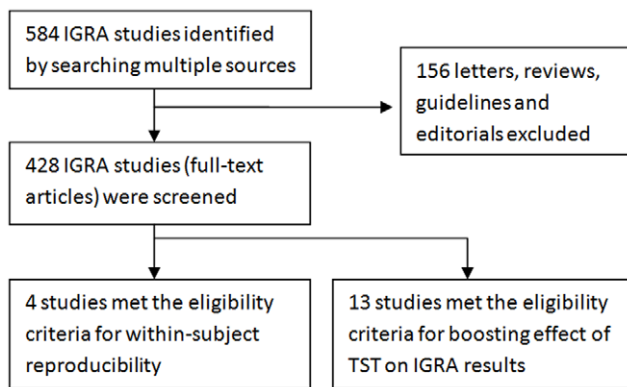 584 IGRA studies identified
by searching multiple sources
156 letters, reviews,
guidelines and
editorials excluded
428 IGRA studies (full-text
articles) were screened
4 studies met the eligibility
criteria for within-subject
reproducibility
13 studies met the eligibility
criteria for boosting effect of
TST on IGRA results